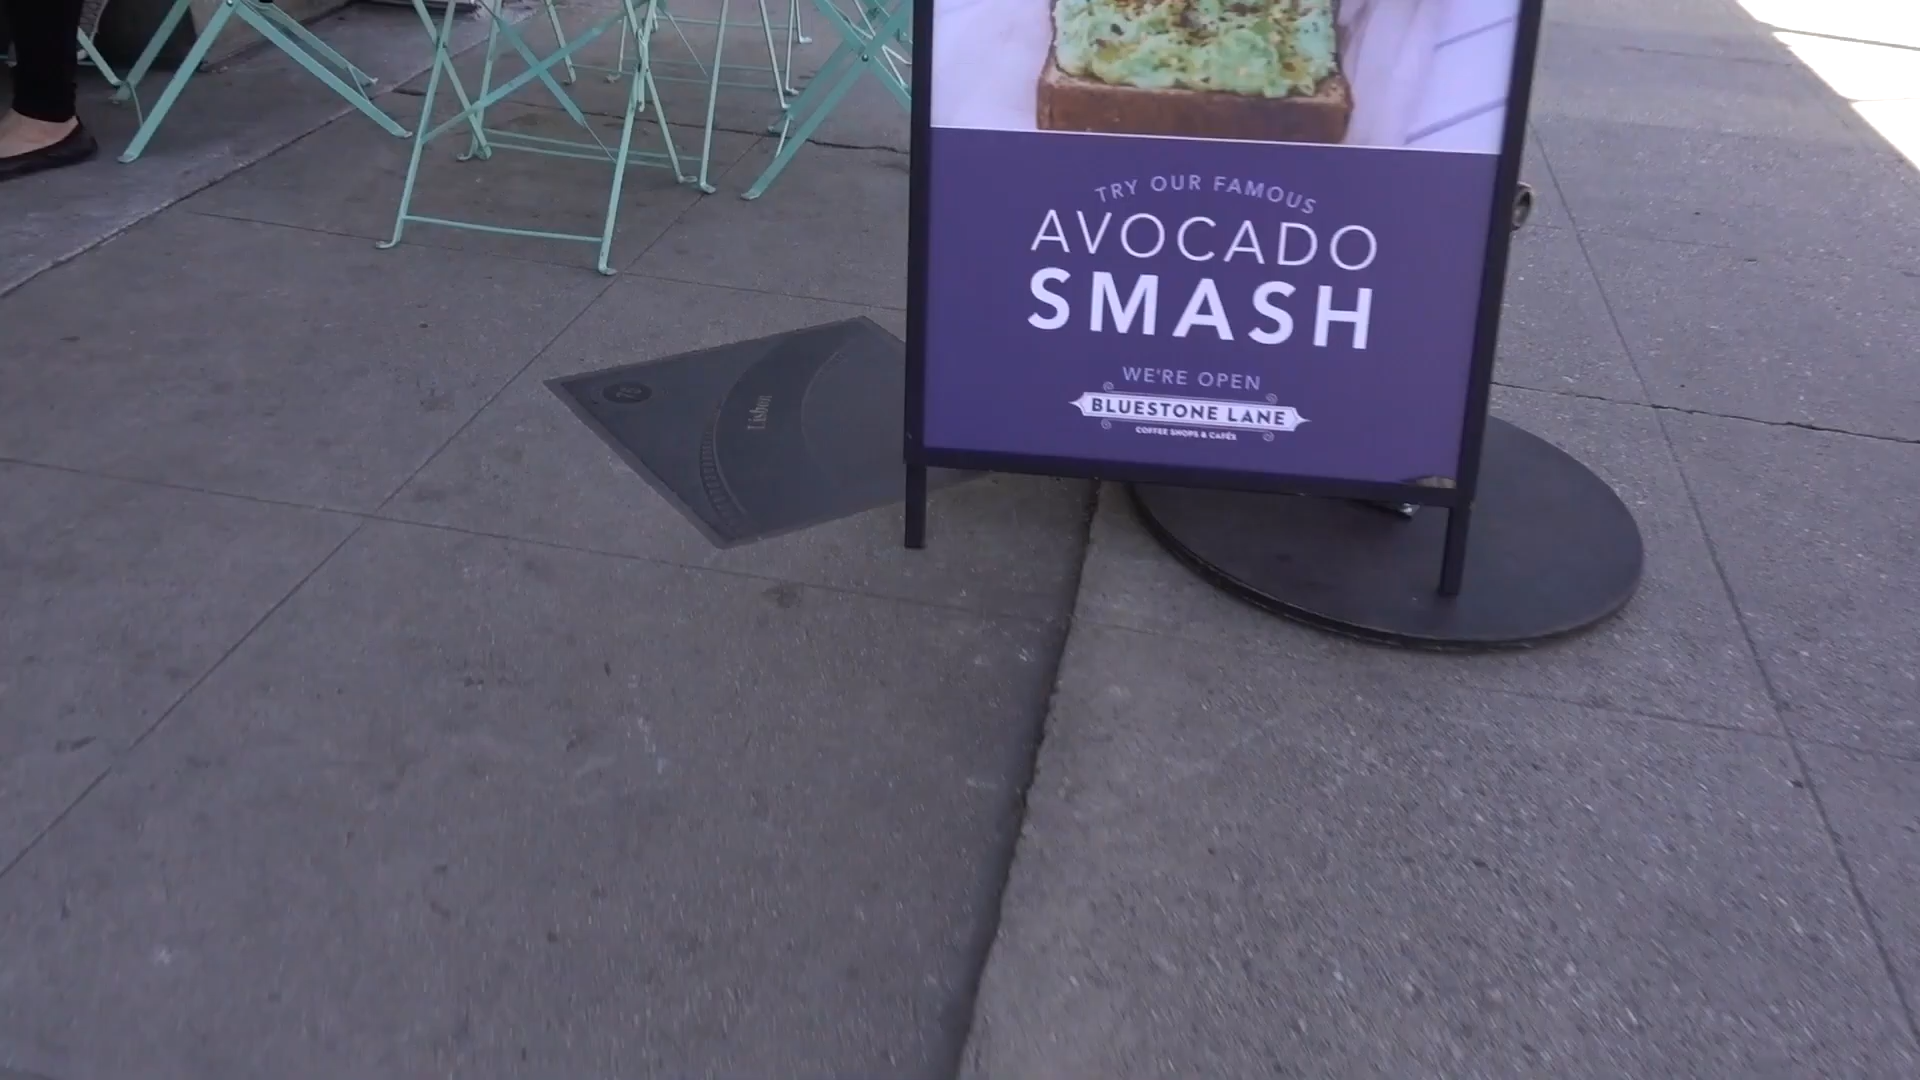 TRY OUR FAMOUS
AVOCADO
SMASH
WE'RE OPEN
BLUESTONE LANE
COFFEE SHOPS & CAFÉS
Lisbon